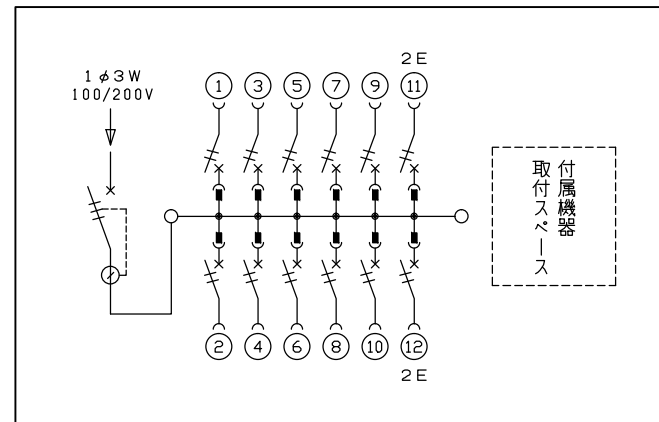 2E
1φ3W
100/200V
① ③ ⑤ ⑦ ⑨ ⑪
付属機器
取付スペース
② ④ ⑥ ⑧ ⑩ ⑫
2E